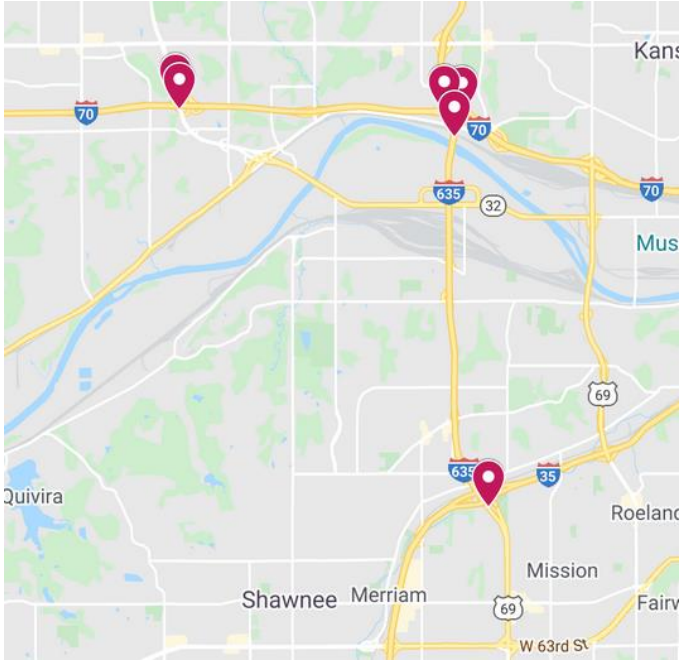 Kans
70
70
635
70
32
Mus
69
635
35
Quivira
Roeland
Mission
Shawnee
Merriam
Fairw
69
W 63rd St